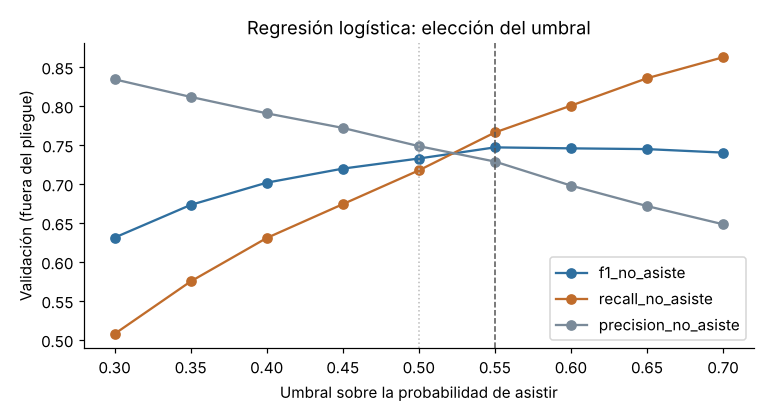 Regresión logística: elección del umbral
Validación (fuera del pliegue)
0.85
0.80
0.75
0.70
0.65
0.60
0.55
0.50
f1_no_asiste
recall_no_asiste
precision_no_asiste
0.30 0.35 0.40 0.45 0.50 0.55 0.60 0.65 0.70
Umbral sobre la probabilidad de asistir